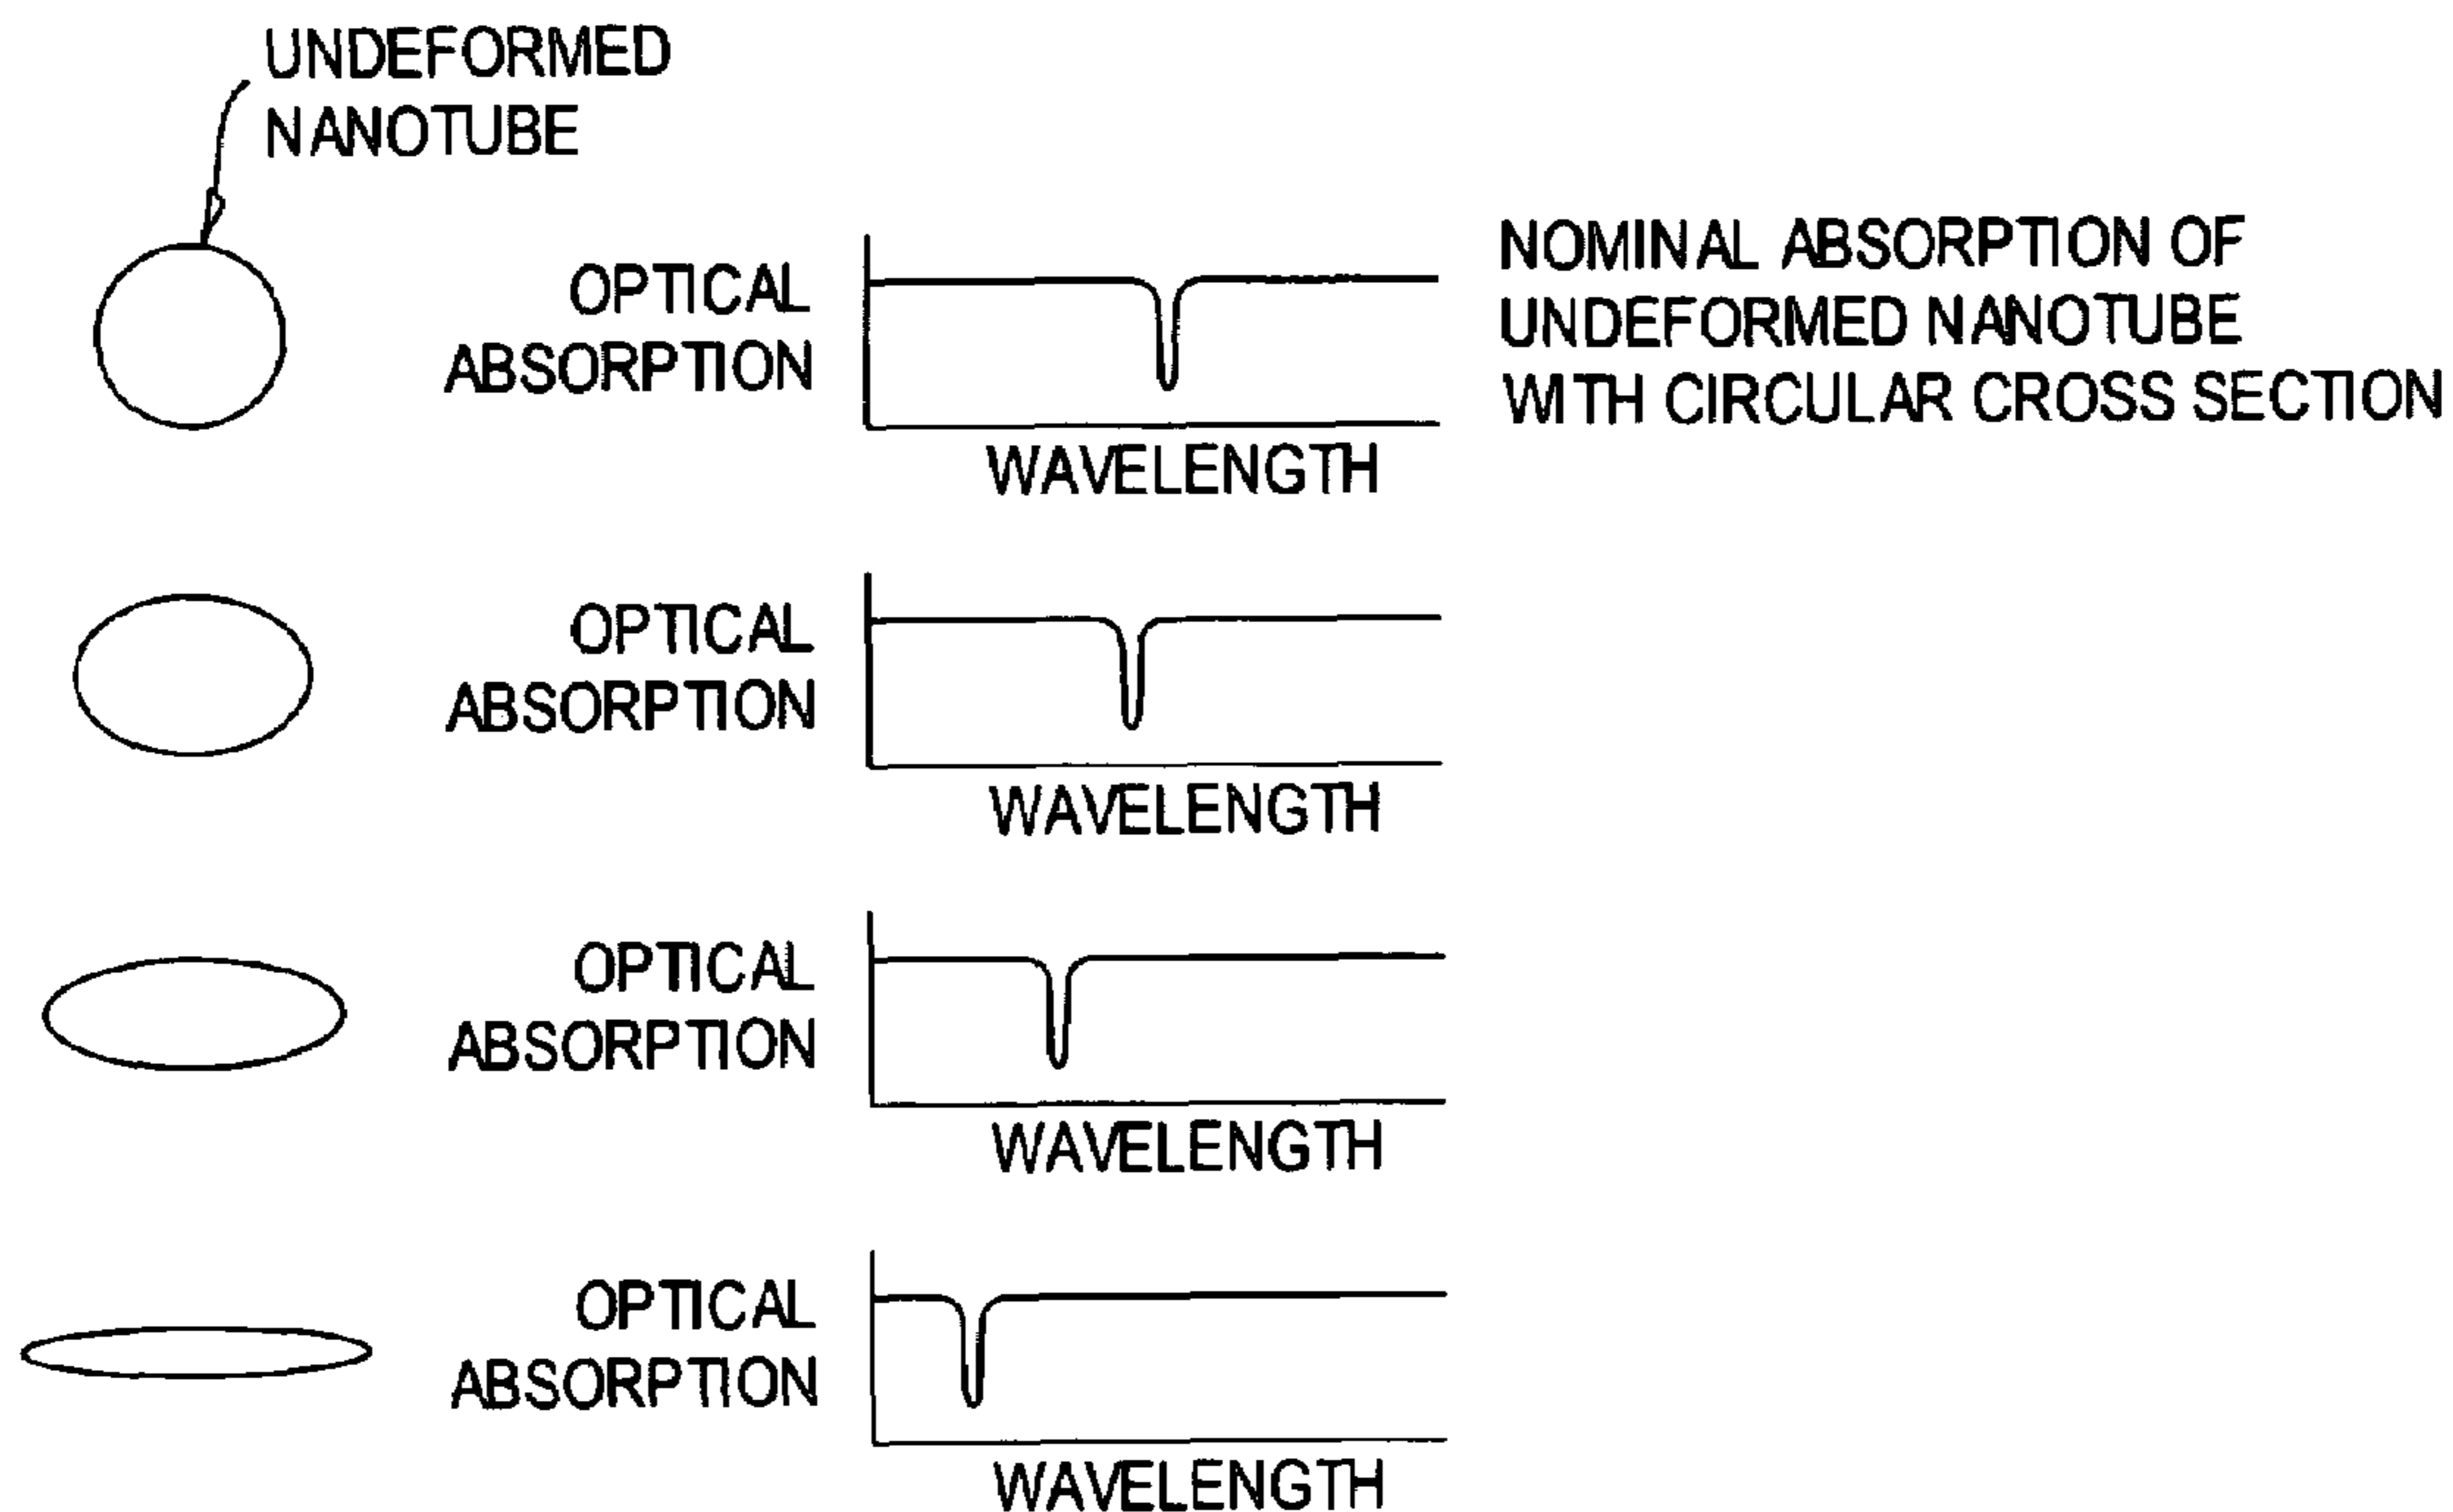 UNDEFORMED
NANOTUBE
OPTICAL
ABSORPTION
WAVELENGTH
NOMINAL ABSORPTION OF
UNDEFORMED NANOTUBE
WITH CIRCULAR CROSS SECTION
OPTICAL
ABSORPTION
WAVELENGTH
OPTICAL
ABSORPTION
WAVELENGTH
OPTICAL
ABSORPTION
WAVELENGTH